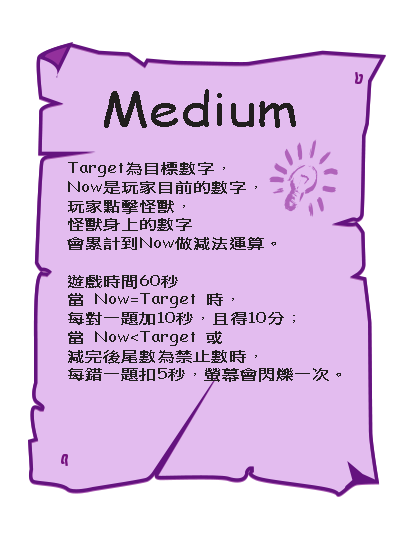 Medium
Target為目標數字，
Now是玩家目前的數字，
玩家點擊怪獸，
怪獸身上的數字
會累計到Now做減法運算。
遊戲時間60秒
當 Now=Target 時，
每對一題加10秒，且得10分；
當 Now<Target 或
減完後尾數為禁止數時，
每錯一題扣5秒，螢幕會閃爍一次。